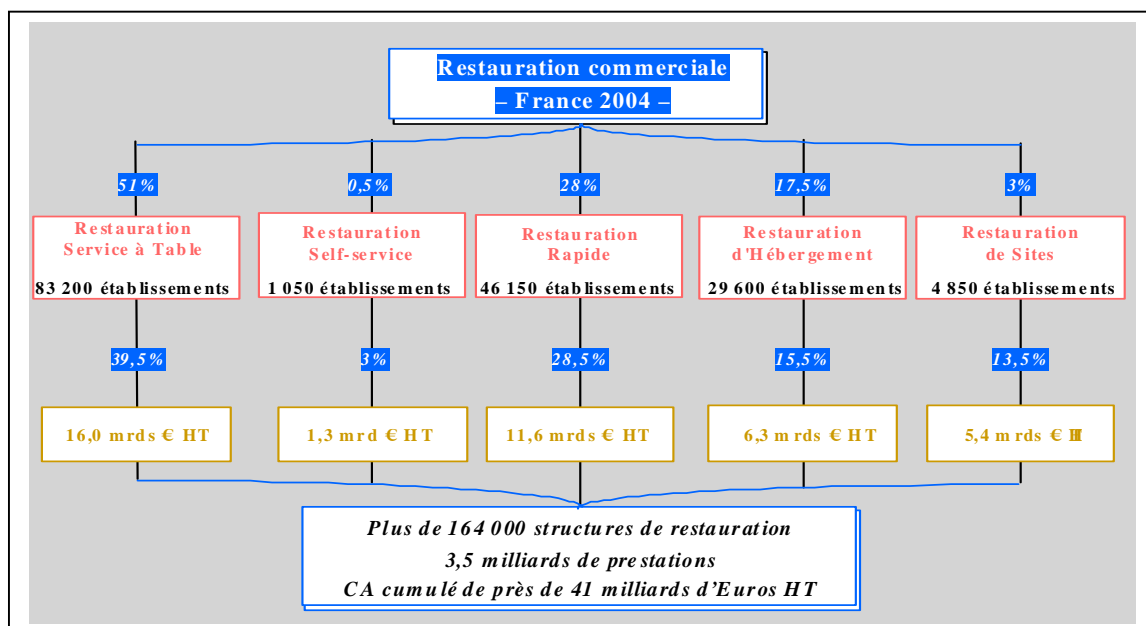 Restauration commerciale
– France 2004 –
51%
0,5%
28%
17,5%
3%
Restauration
Service à Table
83 200 établissements
Restauration
Self-service
1 050 établissements
Restauration
Rapide
46 150 établissements
Restauration
d'Hébergement
29 600 établissements
Restauration
de Sites
4 850 établissements
39,5%
3%
28,5%
15,5%
13,5%
16,0 mrds € HT
1,3 mrd € HT
11,6 mrds € HT
6,3 mrds € HT
5,4 mrds € HT
Plus de 164 000 structures de restauration
3,5 milliards de prestations
CA cumulé de près de 41 milliards d'Euros HT